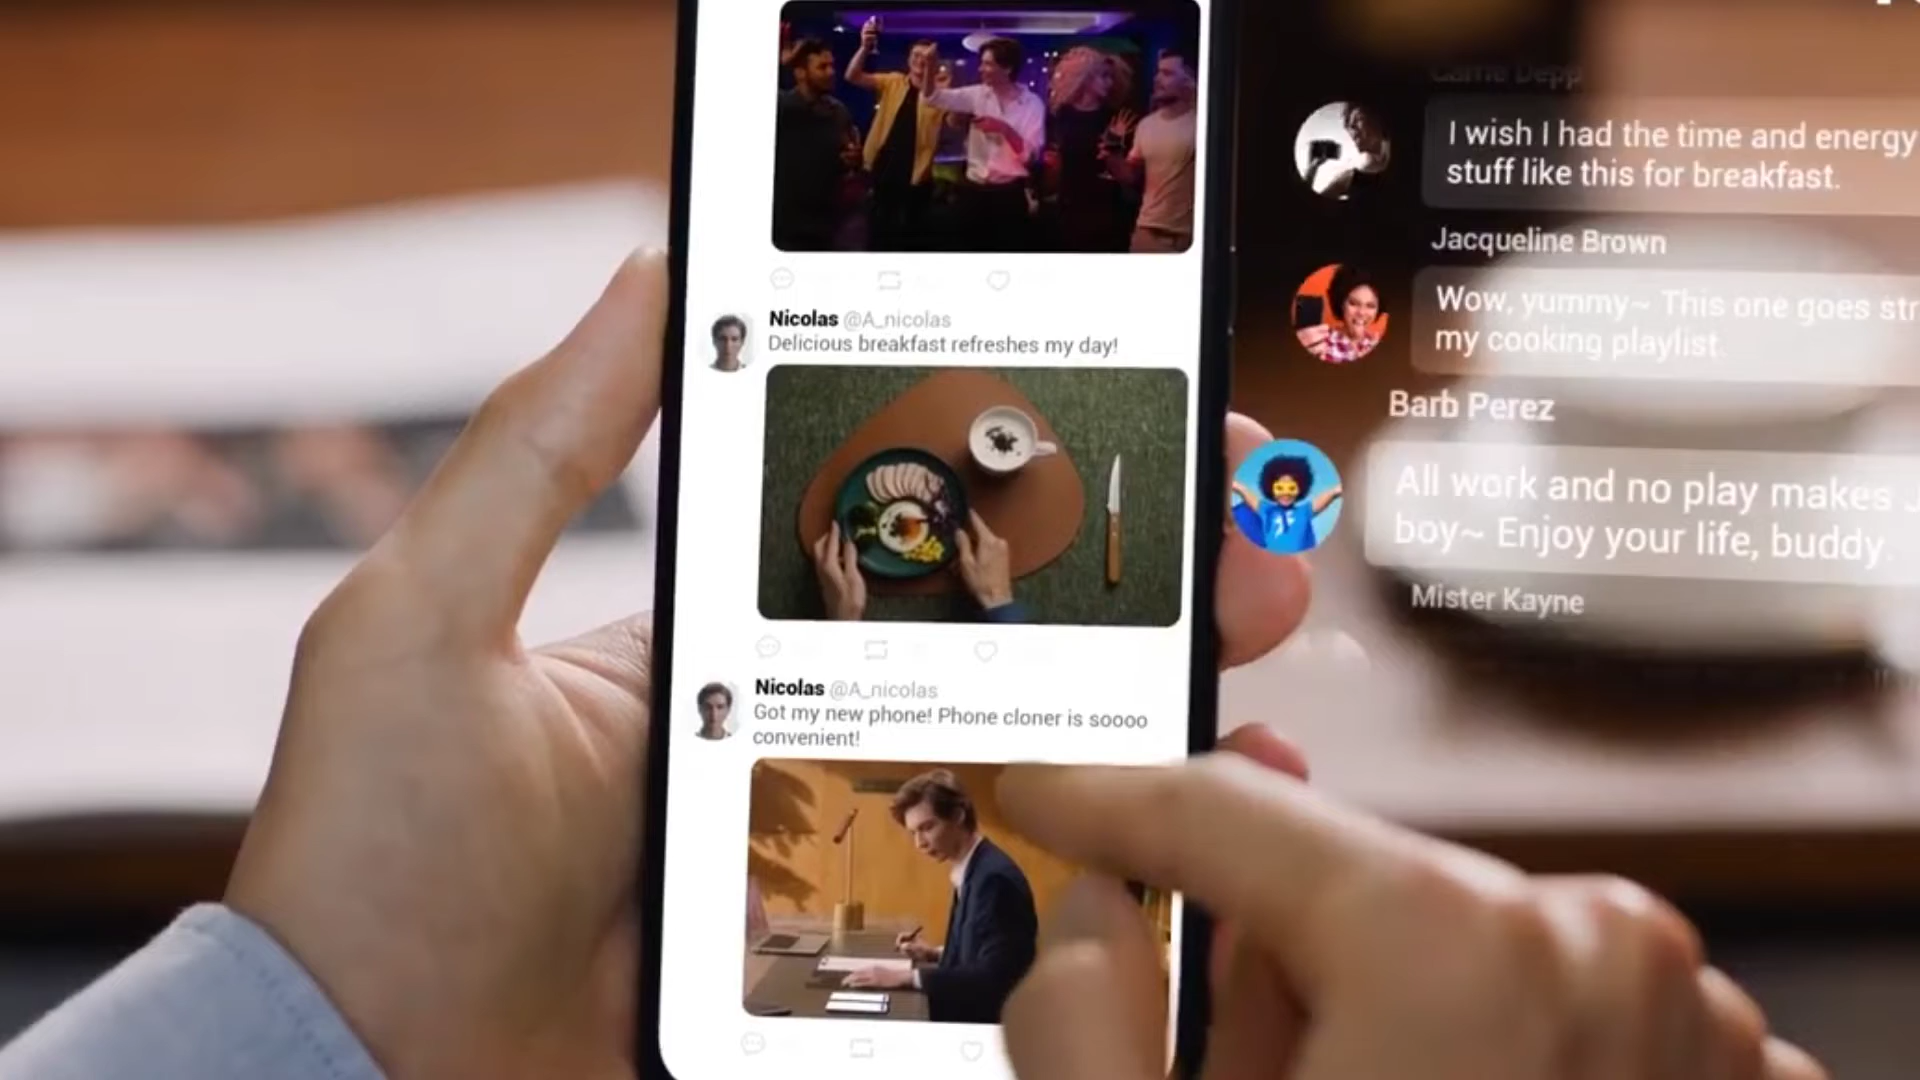 Nicolas @A_nicolas
Delicious breakfast refreshes my day!
Nicolas @A_nicolas
Got my new phone! Phone cloner is soooo
convenient!
Carrie Depp
I wish I had the time and energy
stuff like this for breakfast.
Jacqueline Brown
Wow, yummy~ This one goes
my cooking playlist.
Barb Perez
All work and no play makes
boy~ Enjoy your life, buddy.
Mister Kayne